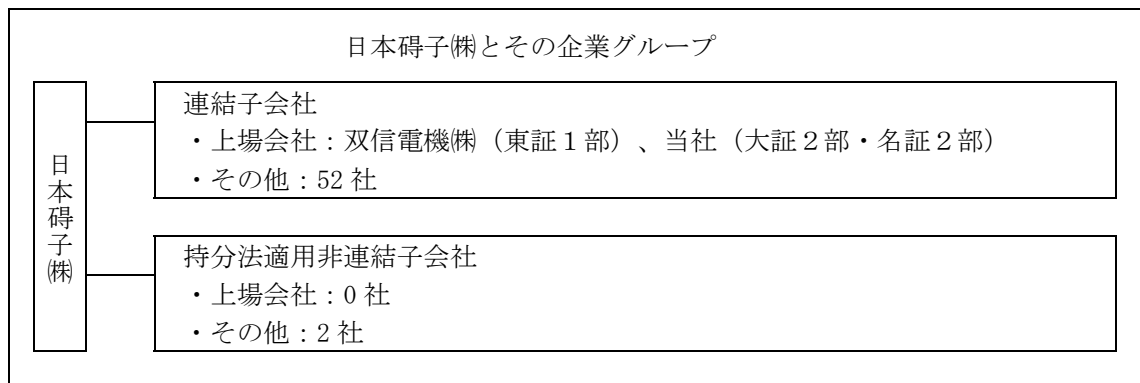 日本碍子㈱とその企業グループ
日本碍子㈱
連結子会社
・上場会社：双信電機㈱（東証１部）、当社（大証２部・名証２部）
・その他：52 社
持分法適用非連結子会社
・上場会社：0 社
・その他：2 社